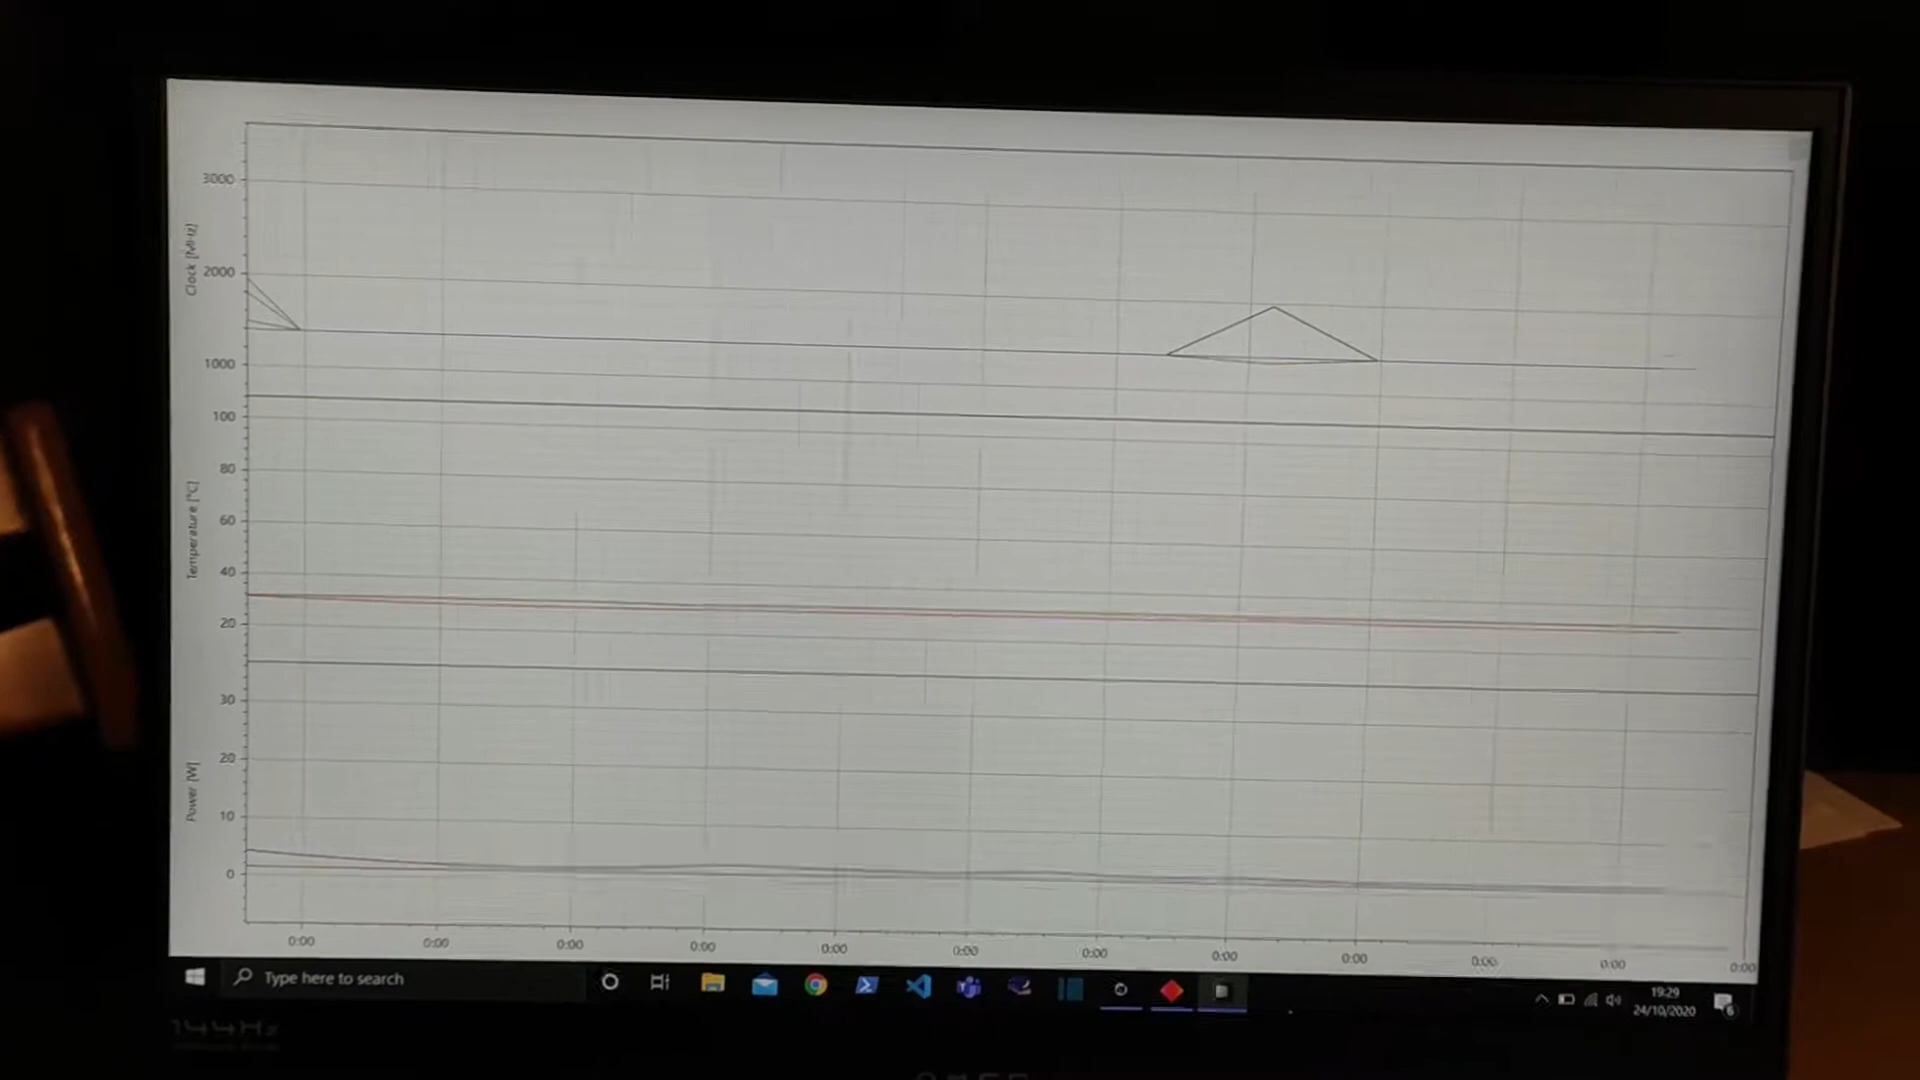 3000
Clock [MHz]
2000
1000
100
80
Temperature [°C]
60
40
20
30
20
Power [W]
10
0
0:00 0:00 0:00 0:00 0:00 0:00 0:00 0:00 0:00 0:00 0:00 0:00
Type here to search
19:29
24/10/2020
6
144Hz